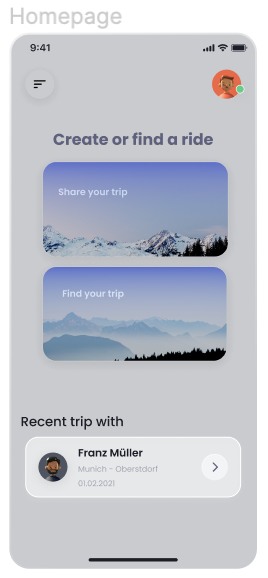 Homepage
9:41
Create or find a ride
Share your trip
Find your trip
Recent trip with
Franz Müller
Munich - Oberstdorf
01.02.2021